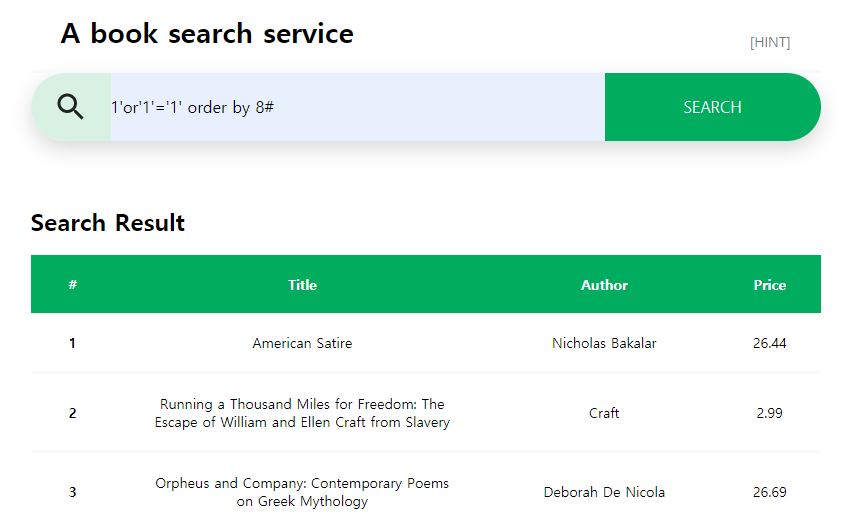 A book search service
[HINT]
1'or'1'='1' order by 8#
SEARCH
Search Result
# Title Author Price
1 American Satire Nicholas Bakalar 26.44
Running a Thousand Miles for Freedom: The
2 Craft 2.99
Escape of William and Ellen Craft from Slavery
Orpheus and Company: Contemporary Poems
3 Deborah De Nicola 26.69
on Greek Mythology